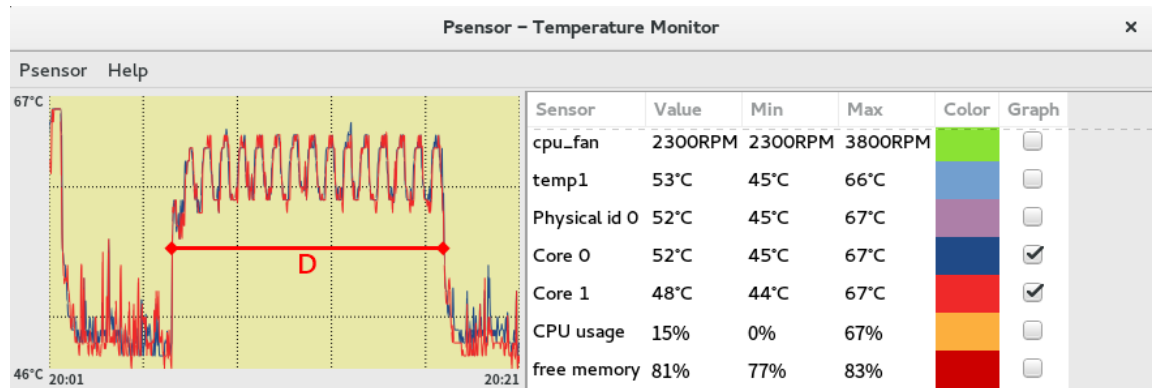 Psensor – Temperature Monitor ×
Psensor Help
67°C
D
46°C
20:01 20:21
Sensor Value Min Max Color Graph
cpu_fan 2300RPM 2300RPM 3800RPM
temp1 53°C 45°C 66°C
Physical id 0 52°C 45°C 67°C
Core 0 52°C 45°C 67°C
Core 1 48°C 44°C 67°C
CPU usage 15% 0% 67%
free memory 81% 77% 83%